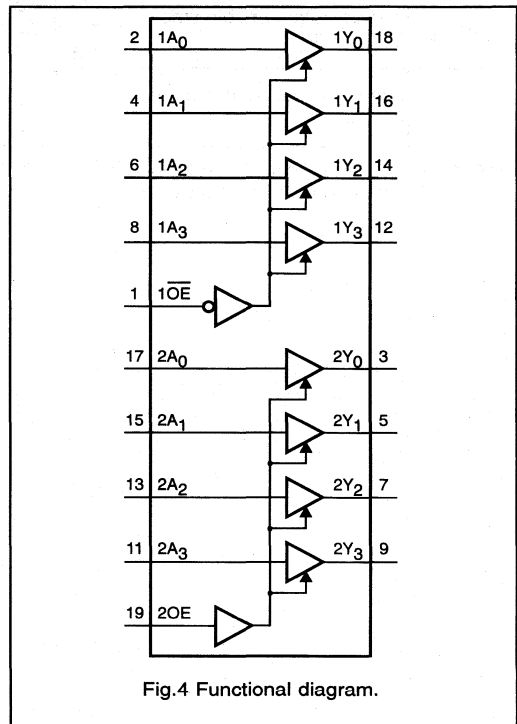 2 1A0 1Y0 18
4 1A1 1Y1 16
6 1A2 1Y2 14
8 1A3 1Y3 12
1 1O̅E̅
17 2A0 2Y0 3
15 2A1 2Y1 5
13 2A2 2Y2 7
11 2A3 2Y3 9
19 2OE
Fig.4 Functional diagram.